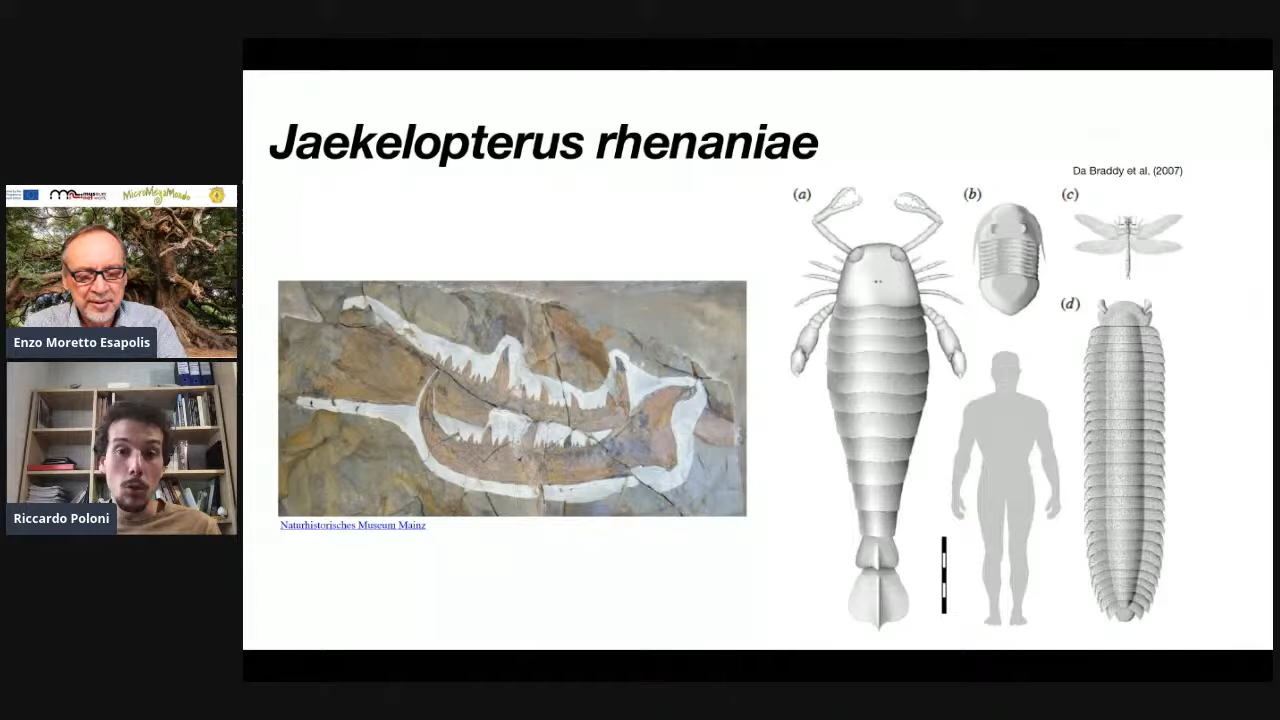 Jaekelopterus rhenaniae
Da Braddy et al. (2007)
(a)
(b)
(c)
(d)
MicroMegaMondo
Enzo Moretto Esapolis
Riccardo Poloni
Naturhistorisches Museum Mainz